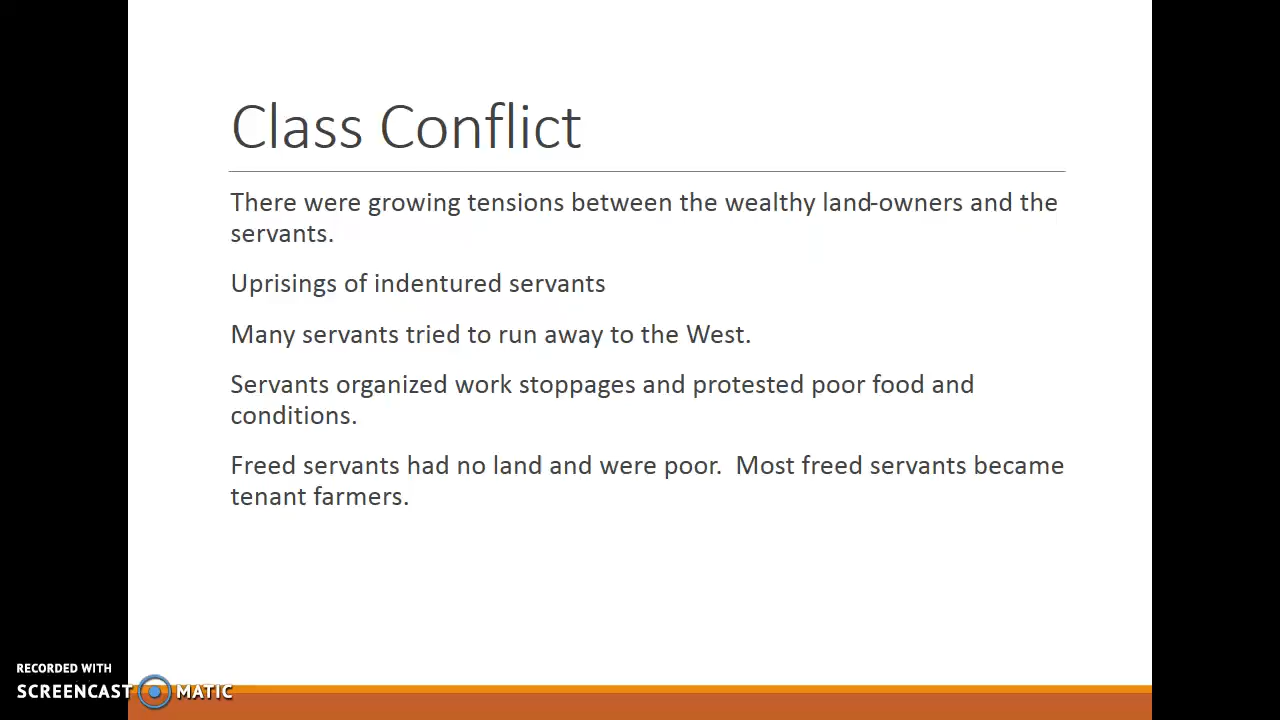 Class Conflict
There were growing tensions between the wealthy land-owners and the
servants.
Uprisings of indentured servants
Many servants tried to run away to the West.
Servants organized work stoppages and protested poor food and
conditions.
Freed servants had no land and were poor.  Most freed servants became
tenant farmers.
RECORDED WITH
SCREENCAST MATIC